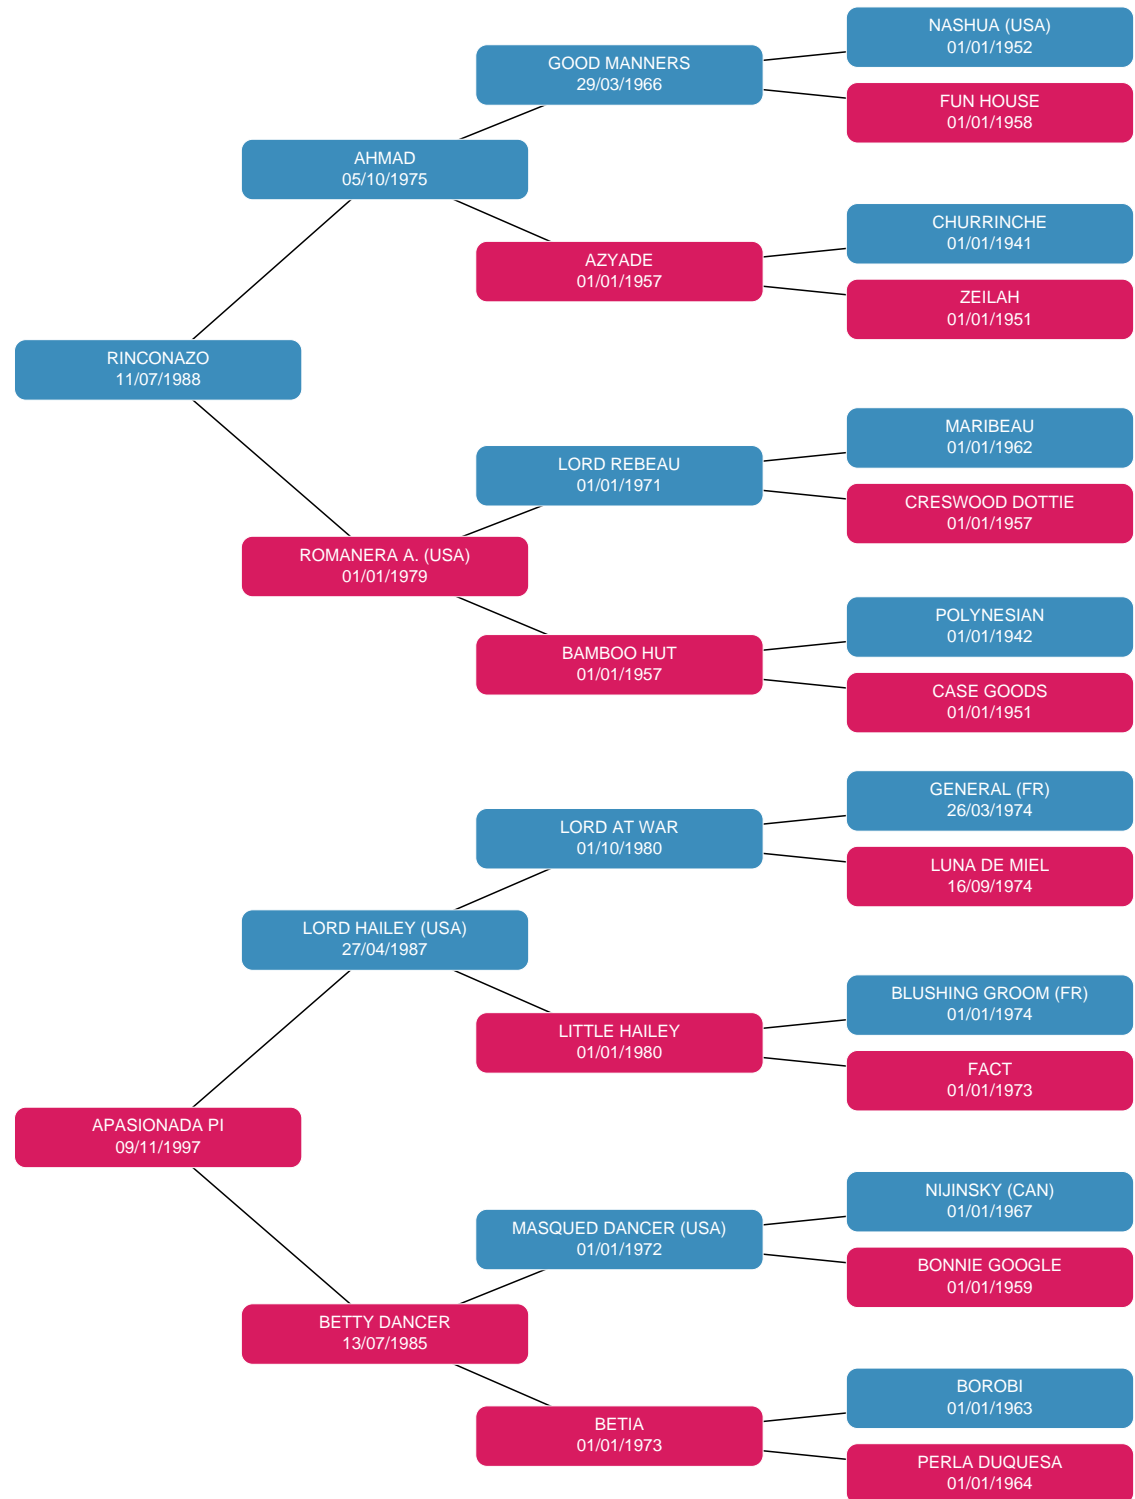 NASHUA (USA)
01/01/1952
GOOD MANNERS
29/03/1966
FUN HOUSE
01/01/1958
AHMAD
05/10/1975
CHURRINCHE
01/01/1941
AZYADE
01/01/1957
ZEILAH
01/01/1951
RINCONAZO
11/07/1988
MARIBEAU
01/01/1962
LORD REBEAU
01/01/1971
CRESWOOD DOTTIE
01/01/1957
ROMANERA A. (USA)
01/01/1979
POLYNESIAN
01/01/1942
BAMBOO HUT
01/01/1957
CASE GOODS
01/01/1951
GENERAL (FR)
26/03/1974
LORD AT WAR
01/10/1980
LUNA DE MIEL
16/09/1974
LORD HAILEY (USA)
27/04/1987
BLUSHING GROOM (FR)
01/01/1974
LITTLE HAILEY
01/01/1980
FACT
01/01/1973
APASIONADA PI
09/11/1997
NIJINSKY (CAN)
01/01/1967
MASQUED DANCER (USA)
01/01/1972
BONNIE GOOGLE
01/01/1959
BETTY DANCER
13/07/1985
BOROBI
01/01/1963
BETIA
01/01/1973
PERLA DUQUESA
01/01/1964